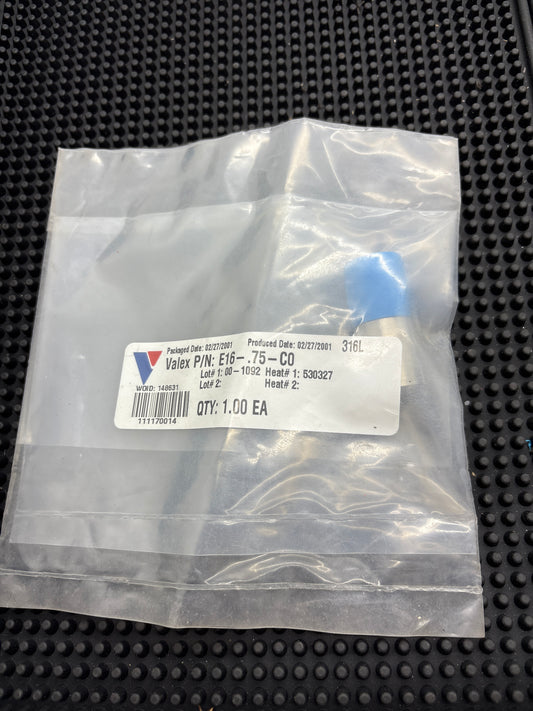 Packaged Date: 02/27/2001 Produced Date: 02/27/2001 316L
Valex P/N: E16-.75-CO
Lot# 1: 00-1092 Heat# 1: 530327
Lot# 2: Heat# 2:
WOID: 148631
QTY: 1.00 EA
111170014